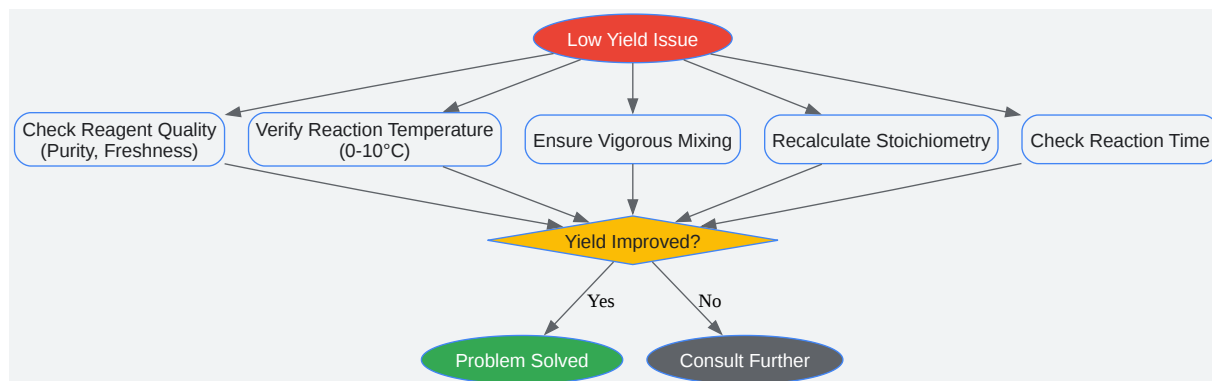 Low Yield Issue
Check Reagent Quality
(Purity, Freshness)
Verify Reaction Temperature
(0-10°C)
Ensure Vigorous Mixing
Recalculate Stoichiometry
Check Reaction Time
Yield Improved?
Yes
No
Problem Solved
Consult Further